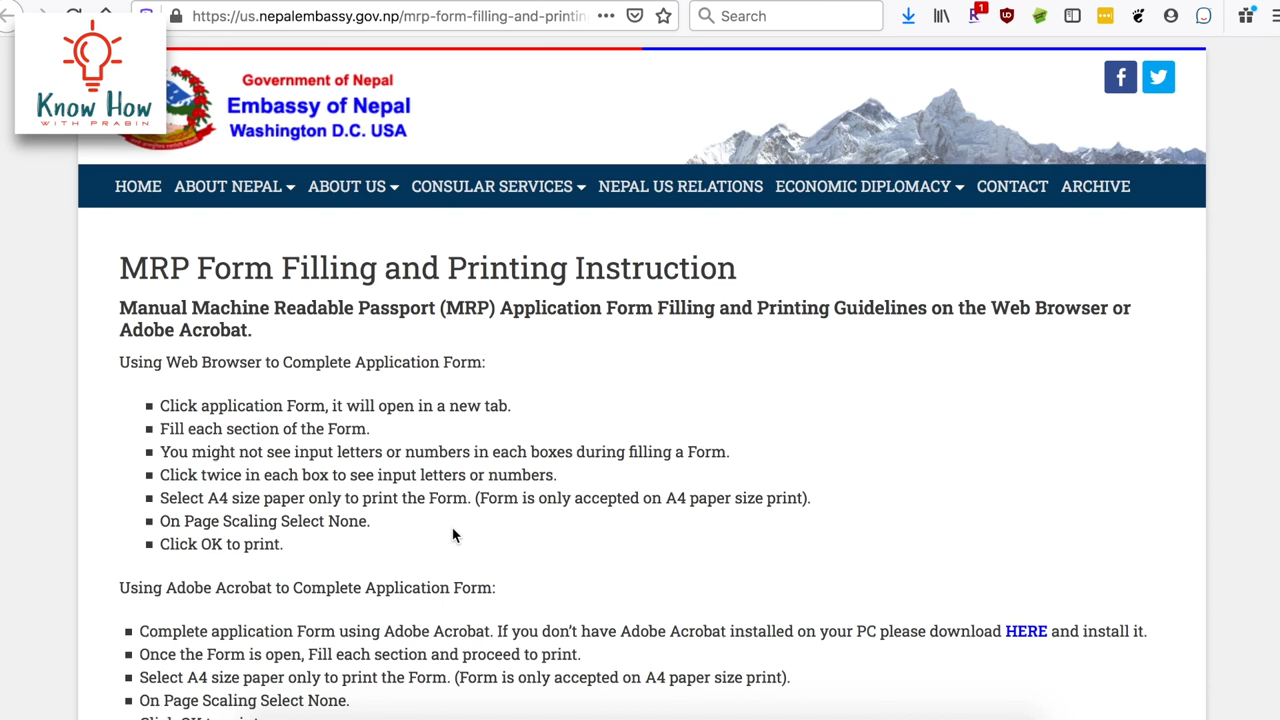 https://us.nepalembassy.gov.np/mrp-form-filling-and-printin
Search
1
Know How
WITH PRABIN
Government of Nepal
Embassy of Nepal
Washington D.C. USA
HOME ABOUT NEPAL ABOUT US CONSULAR SERVICES NEPAL US RELATIONS ECONOMIC DIPLOMACY CONTACT ARCHIVE
MRP Form Filling and Printing Instruction
Manual Machine Readable Passport (MRP) Application Form Filling and Printing Guidelines on the Web Browser or
Adobe Acrobat.
Using Web Browser to Complete Application Form:
Click application Form, it will open in a new tab.
Fill each section of the Form.
You might not see input letters or numbers in each boxes during filling a Form.
Click twice in each box to see input letters or numbers.
Select A4 size paper only to print the Form. (Form is only accepted on A4 paper size print).
On Page Scaling Select None.
Click OK to print.
Using Adobe Acrobat to Complete Application Form:
Complete application Form using Adobe Acrobat. If you don’t have Adobe Acrobat installed on your PC please download HERE and install it.
Once the Form is open, Fill each section and proceed to print.
Select A4 size paper only to print the Form. (Form is only accepted on A4 paper size print).
On Page Scaling Select None.